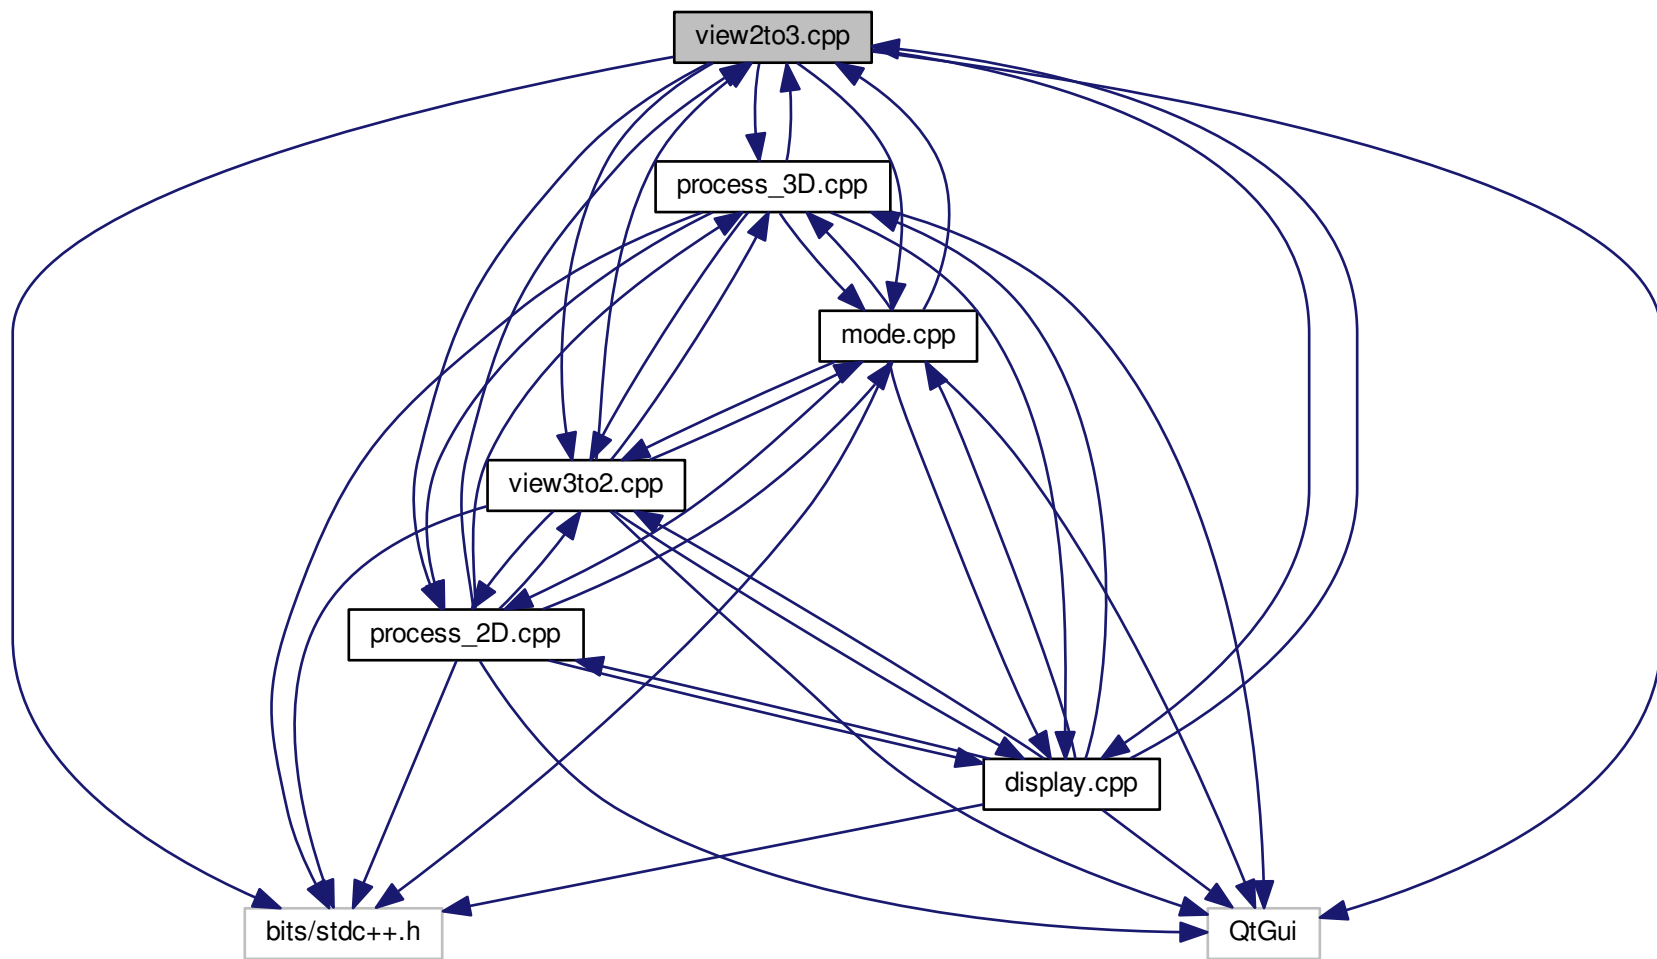 view2to3.cpp
process_3D.cpp
mode.cpp
view3to2.cpp
process_2D.cpp
display.cpp
bits/stdc++.h
QtGui